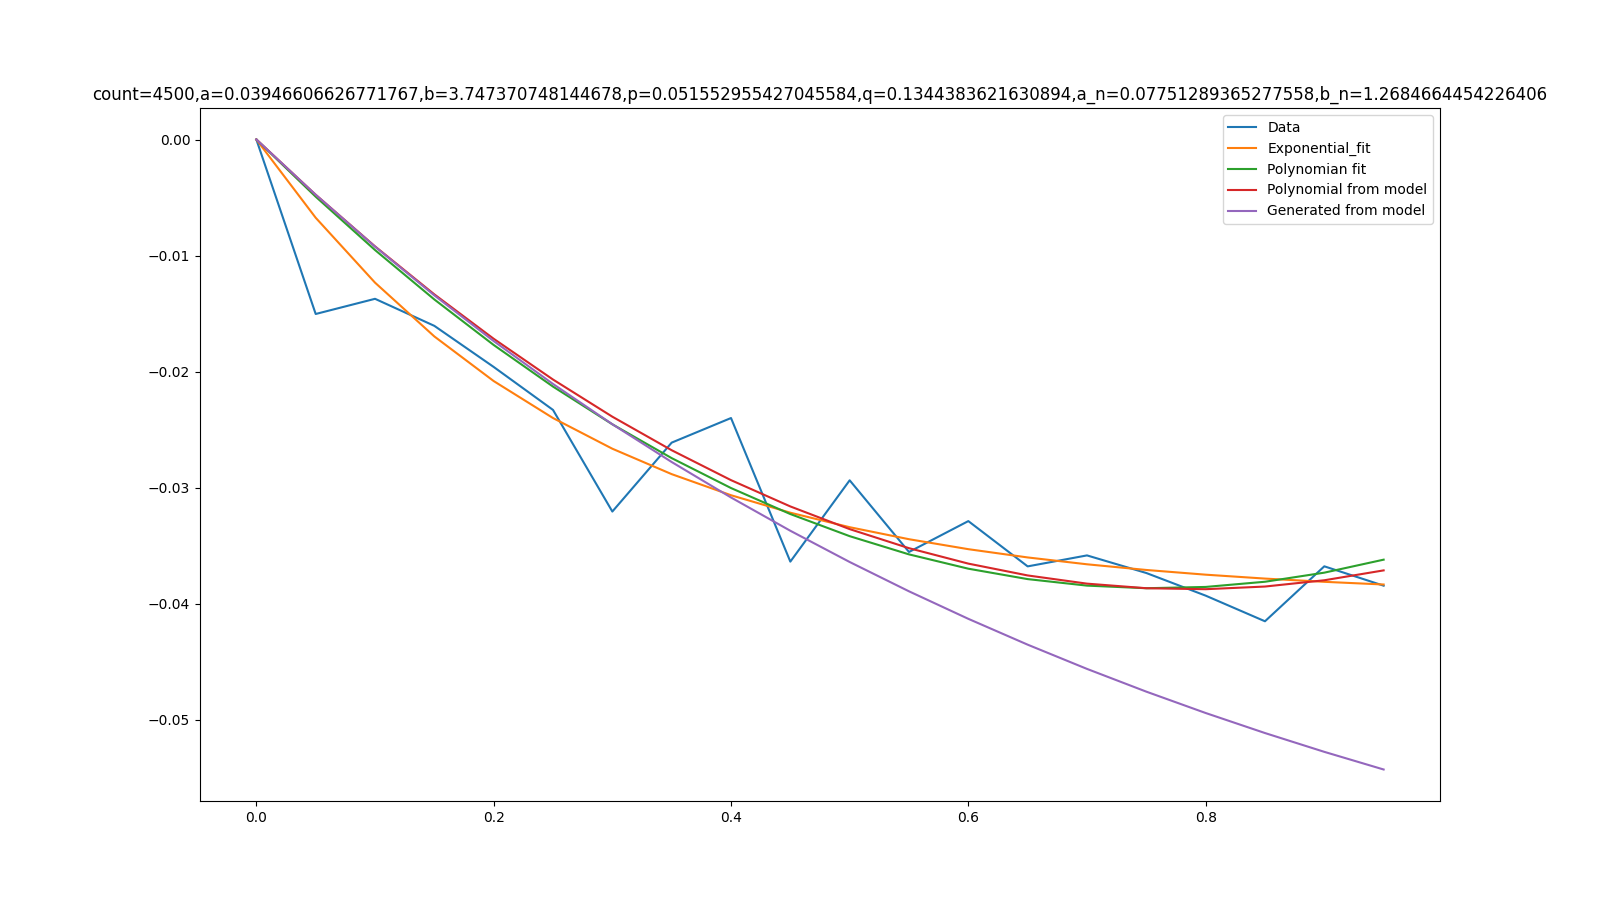 count=4500,a=0.03946606626771767,b=3.747370748144678,p=0.051552955427045584,q=0.1344383621630894,a_n=0.07751289365277558,b_n=1.2684664454226406
Data
Exponential_fit
Polynomian fit
Polynomial from model
Generated from model
0.00
−0.01
−0.02
−0.03
−0.04
−0.05
0.0 0.2 0.4 0.6 0.8